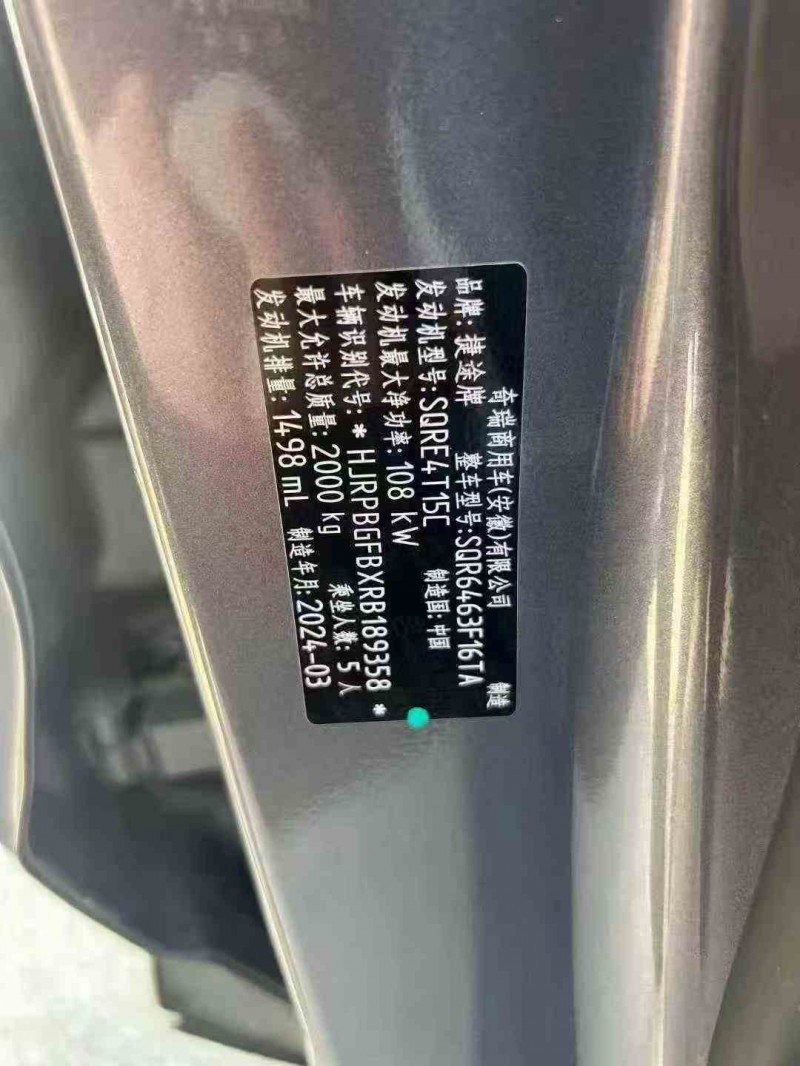 奇瑞商用车(安徽)有限公司 制造
品牌:捷途牌 整车型号:SQR6463F16TA
发动机型号:SQRE4T15C 制造国:中国
发动机最大净功率:108 kW
车辆识别代号:*HJRPBGFBXRB189358*
最大允许总质量:2000 kg 乘坐人数:5人
发动机排量:1498 mL 制造年月:2024-03